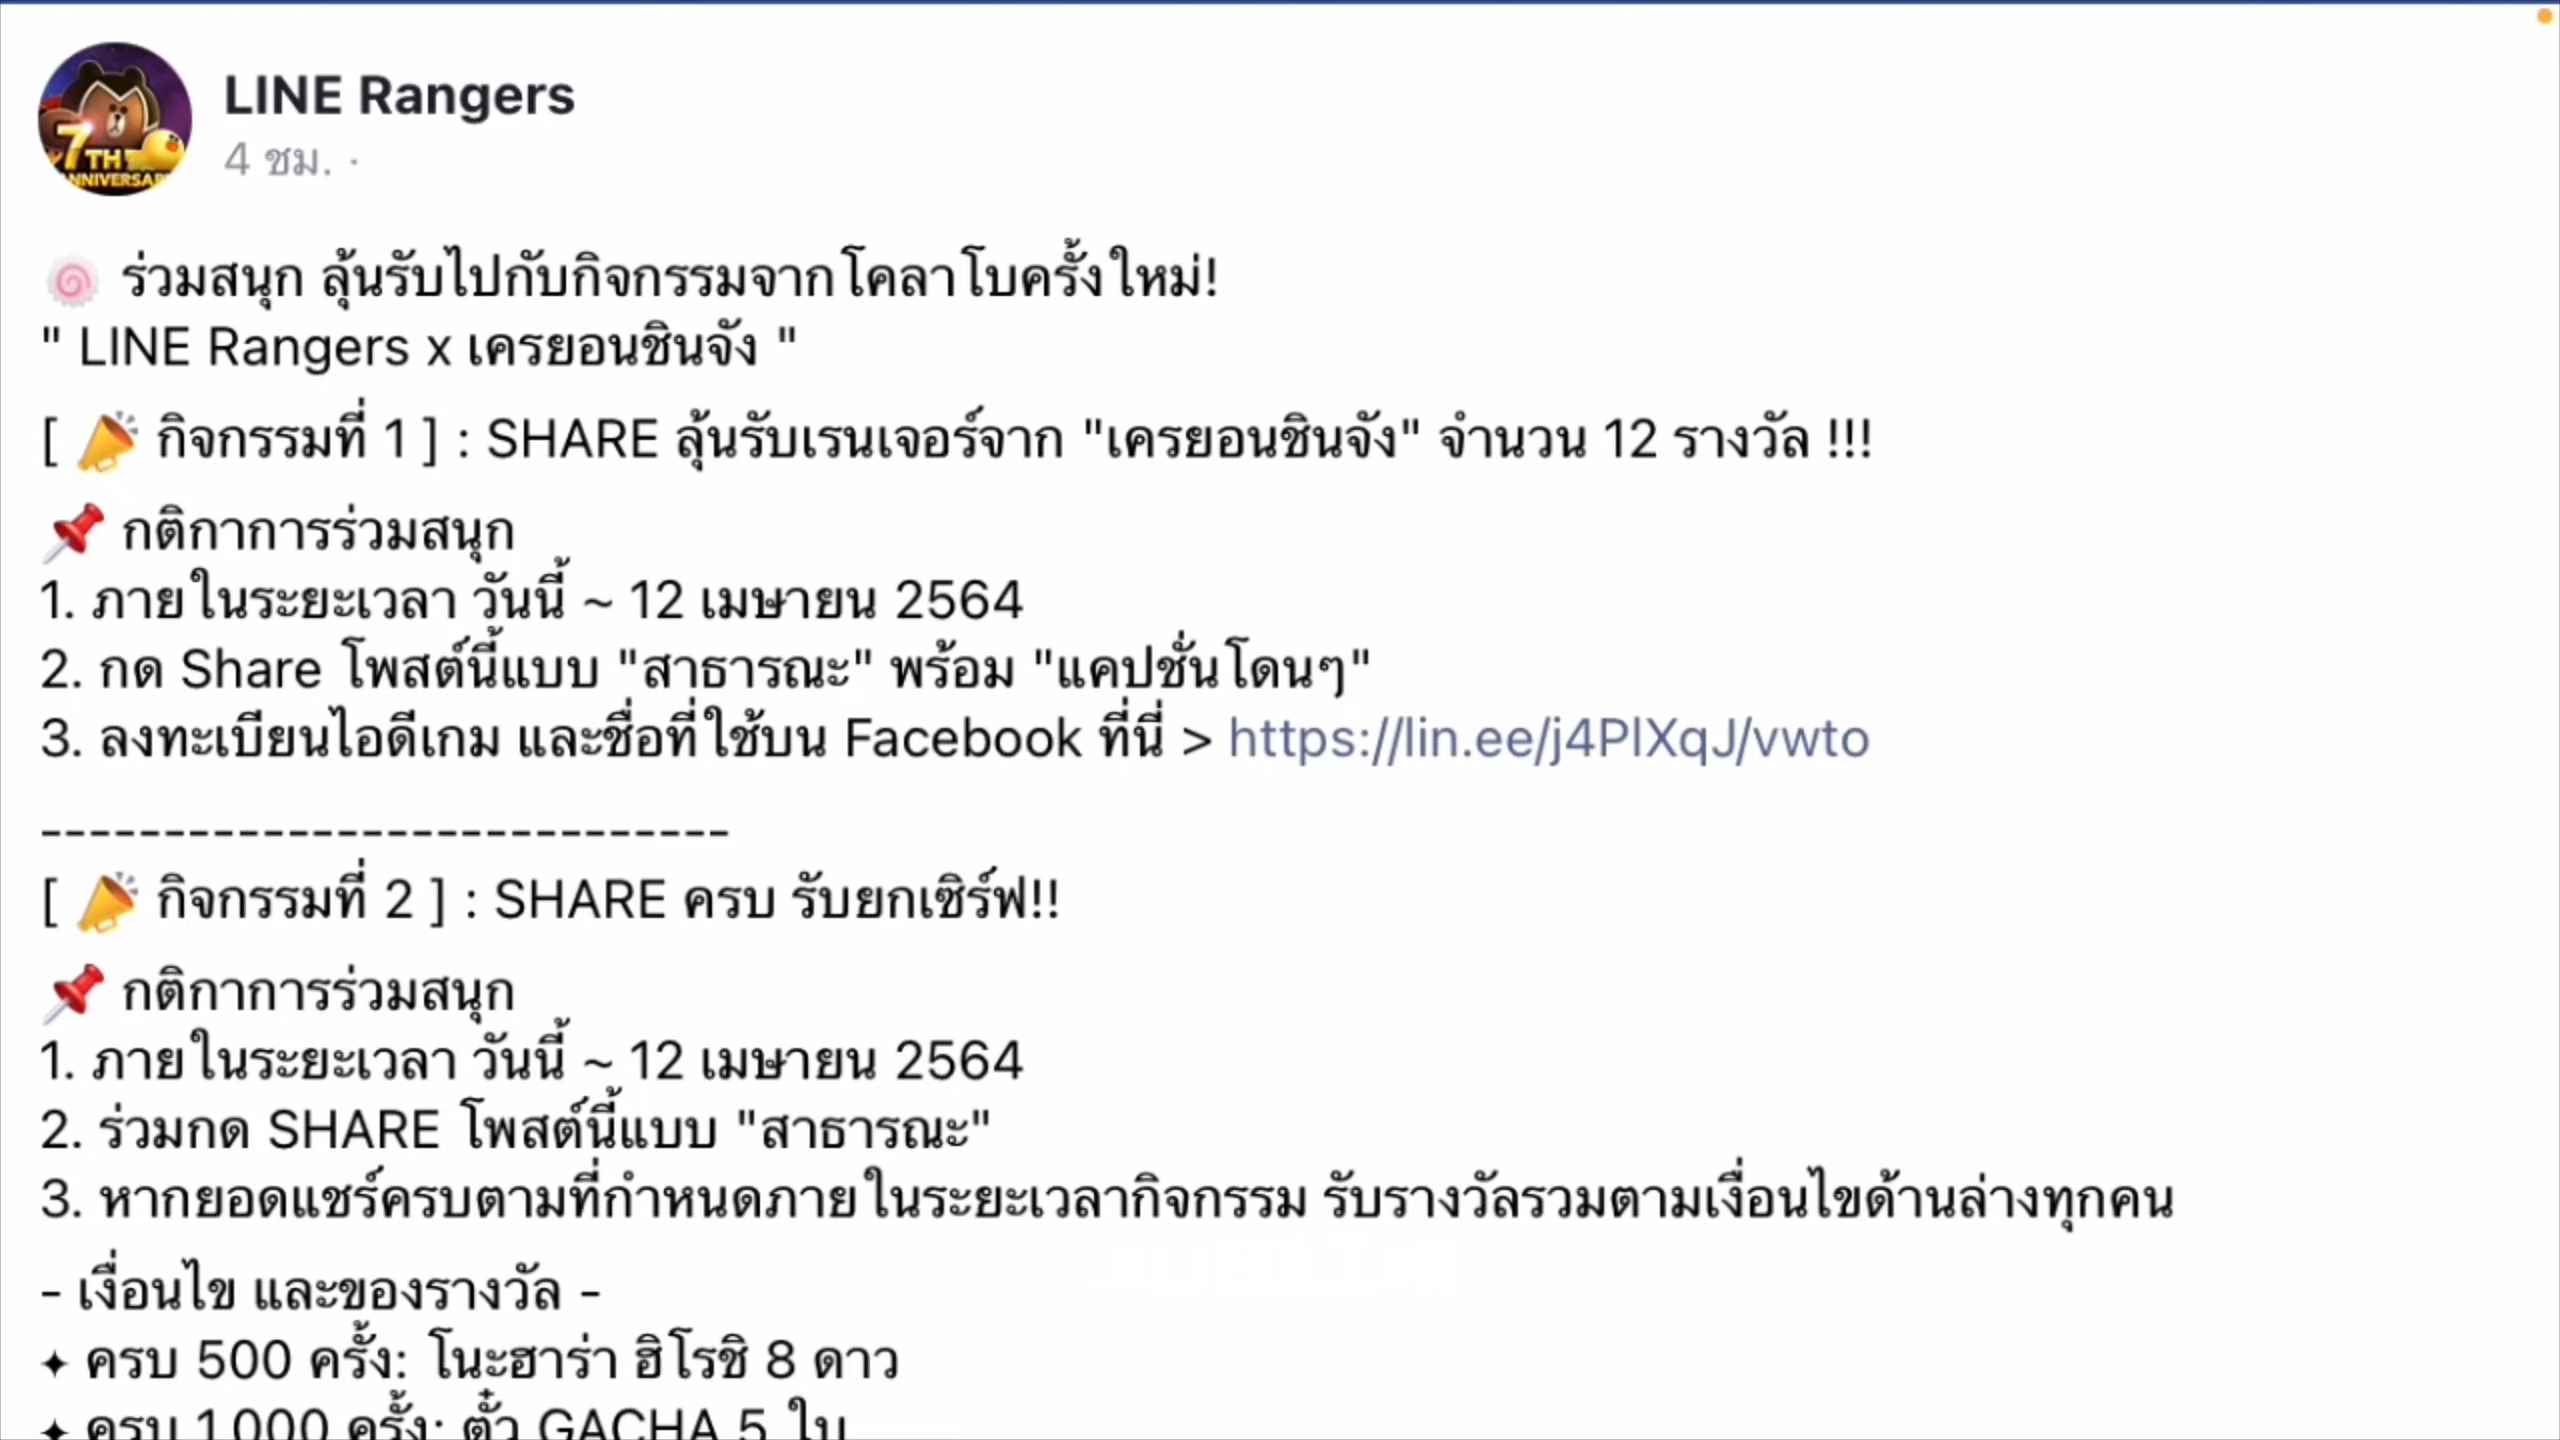 7TH
ANNIVERSARY
LINE Rangers
4 ชม. ·
ร่วมสนุก ลุ้นรับไปกับกิจกรรมจากโคลาโบครั้งใหม่!
" LINE Rangers x เครยอนชินจัง "
[ 📣 กิจกรรมที่ 1 ] : SHARE ลุ้นรับเรนเจอร์จาก "เครยอนชินจัง" จำนวน 12 รางวัล !!!
📌 กติกาการร่วมสนุก
1. ภายในระยะเวลา วันนี้ ~ 12 เมษายน 2564
2. กด Share โพสต์นี้แบบ "สาธารณะ" พร้อม "แคปชั่นโดนๆ"
3. ลงทะเบียนไอดีเกม และชื่อที่ใช้บน Facebook ที่นี่ > https://lin.ee/j4PlXqJ/vwto
----------------------------
[ 📣 กิจกรรมที่ 2 ] : SHARE ครบ รับยกเซิร์ฟ!!
📌 กติกาการร่วมสนุก
1. ภายในระยะเวลา วันนี้ ~ 12 เมษายน 2564
2. ร่วมกด SHARE โพสต์นี้แบบ "สาธารณะ"
3. หากยอดแชร์ครบตามที่กำหนดภายในระยะเวลากิจกรรม รับรางวัลรวมตามเงื่อนไขด้านล่างทุกคน
- เงื่อนไข และของรางวัล -
✦ ครบ 500 ครั้ง: โนะฮาร่า ฮิโรชิ 8 ดาว
✦ ครบ 1,000 ครั้ง: ตั๋ว GACHA 5 ใบ